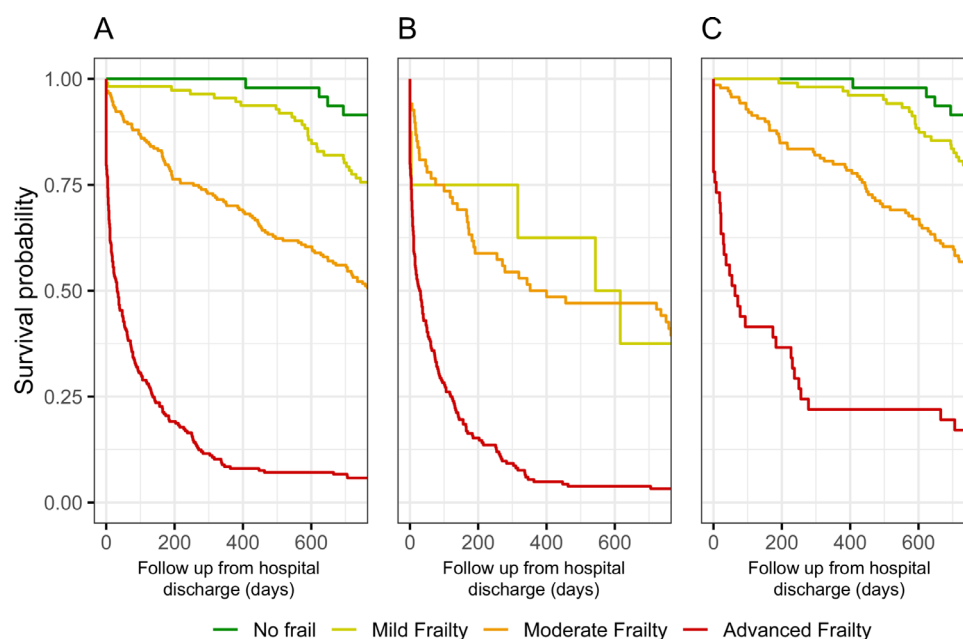 A B C
Survival probability
1.00
0.75
0.50
0.25
0.00
0 200 400 600 0 200 400 600 0 200 400 600
Follow up from hospital Follow up from hospital Follow up from hospital
discharge (days) discharge (days) discharge (days)
No frail Mild Frailty Moderate Frailty Advanced Frailty